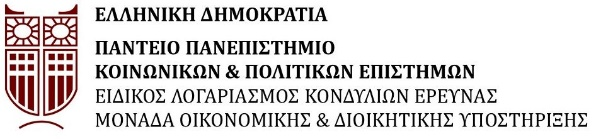 ΕΛΛΗΝΙΚΗ ΔΗΜΟΚΡΑΤΙΑ
ΠΑΝΤΕΙΟ ΠΑΝΕΠΙΣΤΗΜΙΟ
ΚΟΙΝΩΝΙΚΩΝ & ΠΟΛΙΤΙΚΩΝ ΕΠΙΣΤΗΜΩΝ
ΕΙΔΙΚΟΣ ΛΟΓΑΡΙΑΣΜΟΣ ΚΟΝΔΥΛΙΩΝ ΕΡΕΥΝΑΣ
ΜΟΝΑΔΑ ΟΙΚΟΝΟΜΙΚΗΣ & ΔΙΟΙΚΗΤΙΚΗΣ ΥΠΟΣΤΗΡΙΞΗΣ